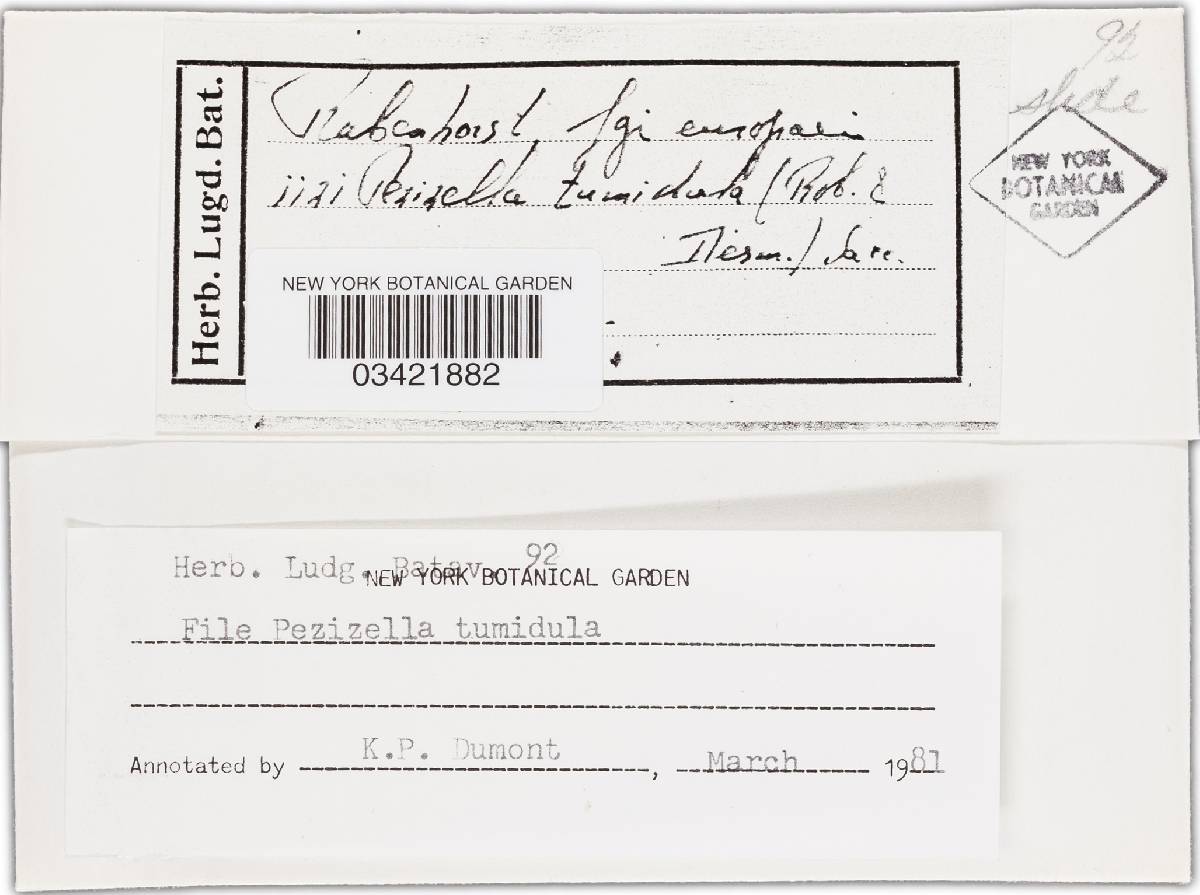 92
slide
Herb. Lugd. Bat.
Rabenhorst, fgi europaei
1121 Pezizella tumidula (Rob. &
Desm.) Sacc.
NEW YORK
BOTANICAL
GARDEN
NEW YORK BOTANICAL GARDEN
03421882
Herb. Ludg. Batav. 92
NEW YORK BOTANICAL GARDEN
File Pezizella tumidula
Annotated by K.P. Dumont, March 1981